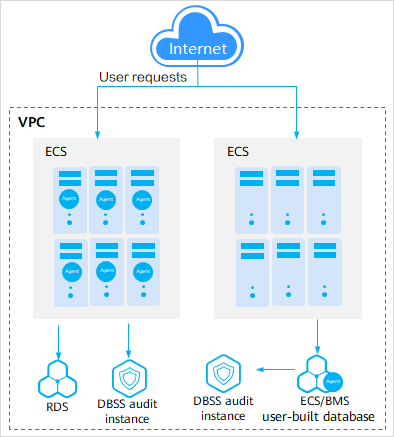 Internet
User requests
VPC
ECS
ECS
Agent
Agent
Agent
Agent
Agent
Agent
Agent
RDS
DBSS audit
instance
DBSS audit
instance
ECS/BMS
user-built database